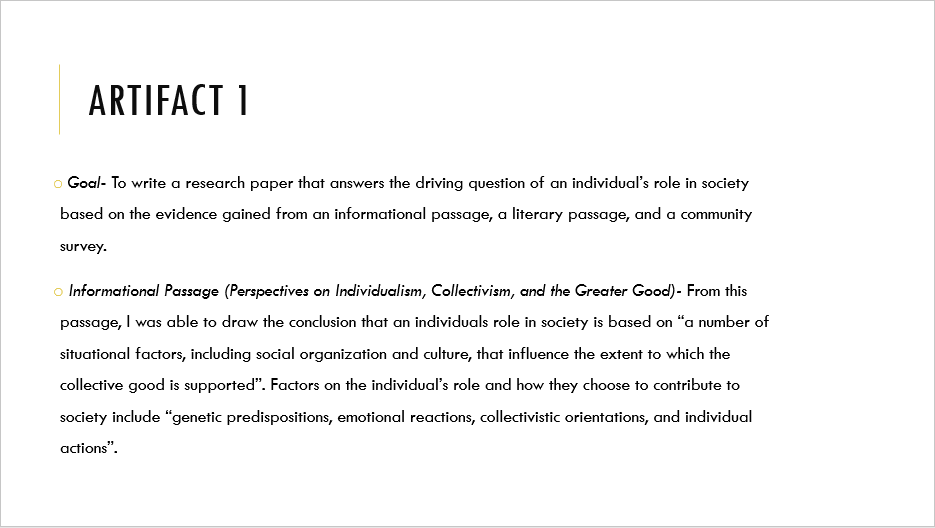 ARTIFACT 1
Goal- To write a research paper that answers the driving question of an individual’s role in society
based on the evidence gained from an informational passage, a literary passage, and a community
survey.
Informational Passage (Perspectives on Individualism, Collectivism, and the Greater Good)- From this
passage, I was able to draw the conclusion that an individuals role in society is based on “a number of
situational factors, including social organization and culture, that influence the extent to which the
collective good is supported”. Factors on the individual’s role and how they choose to contribute to
society include “genetic predispositions, emotional reactions, collectivistic orientations, and individual
actions”.